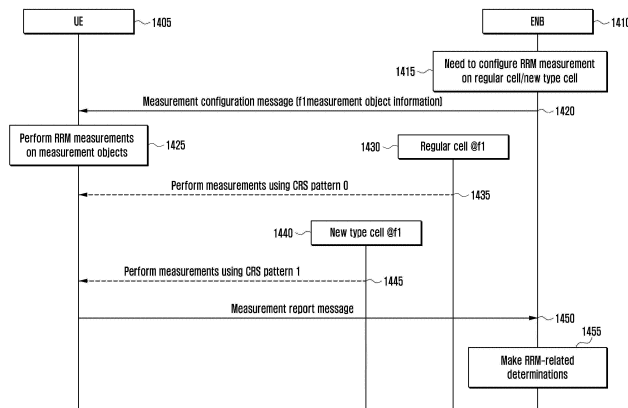 UE
1405
ENB
1410
Need to configure RRM measurement
on regular cell/new type cell
1415
Measurement configuration message (f1measurement object information)
1420
Perform RRM measurements
on measurement objects
1425
1430
Regular cell @f1
Perform measurements using CRS pattern 0
1435
1440
New type cell @f1
Perform measurements using CRS pattern 1
1445
Measurement report message
1450
1455
Make RRM-related
determinations